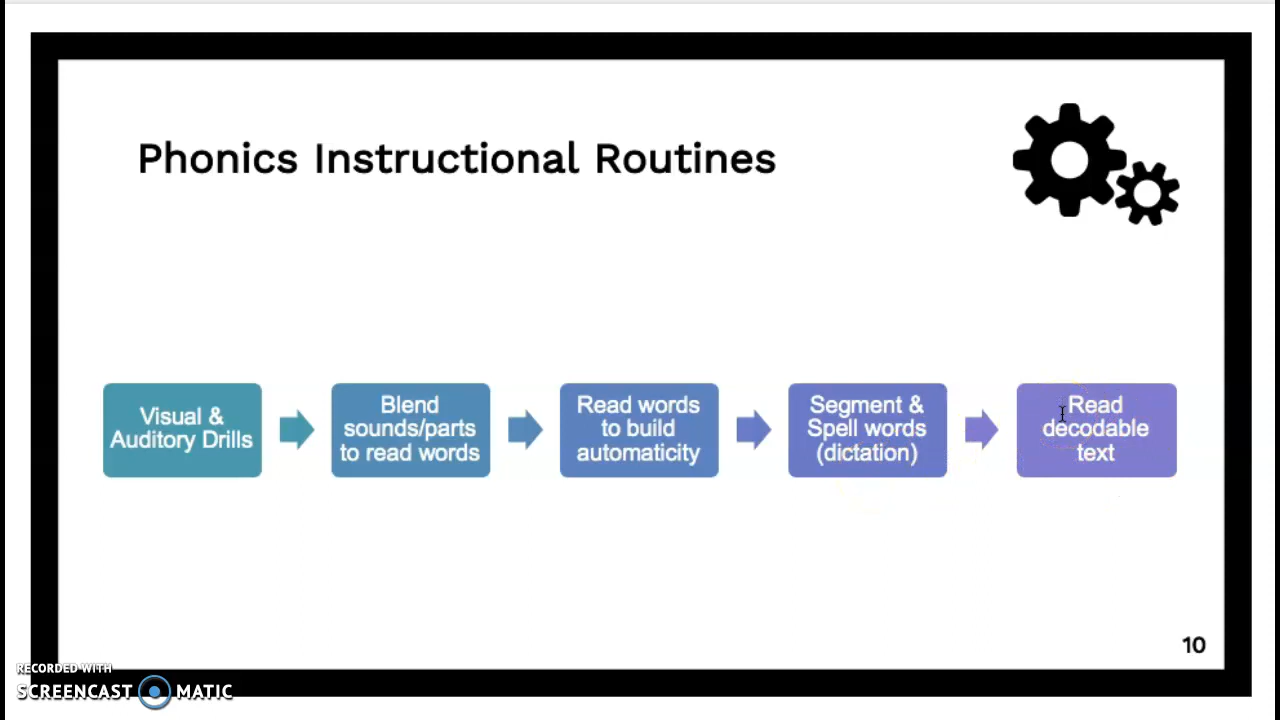 Phonics Instructional Routines
Visual &
Auditory Drills
Blend
sounds/parts
to read words
Read words
to build
automaticity
Segment &
Spell words
(dictation)
Read
decodable
text
10
RECORDED WITH
SCREENCAST MATIC